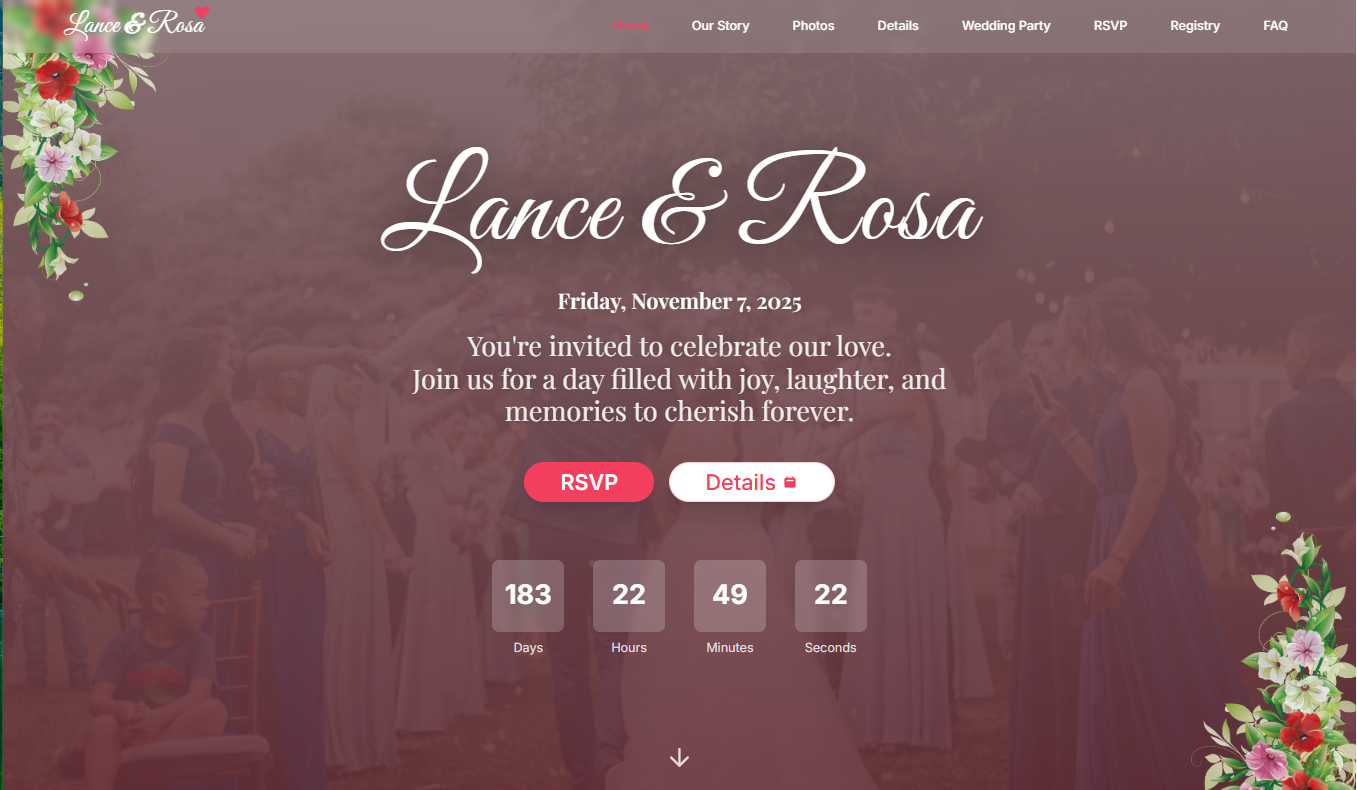 Lance & Rosa
Home Our Story Photos Details Wedding Party RSVP Registry FAQ
Lance & Rosa
Friday, November 7, 2025
You're invited to celebrate our love.
Join us for a day filled with joy, laughter, and
memories to cherish forever.
RSVP Details
183 22 49 22
Days Hours Minutes Seconds